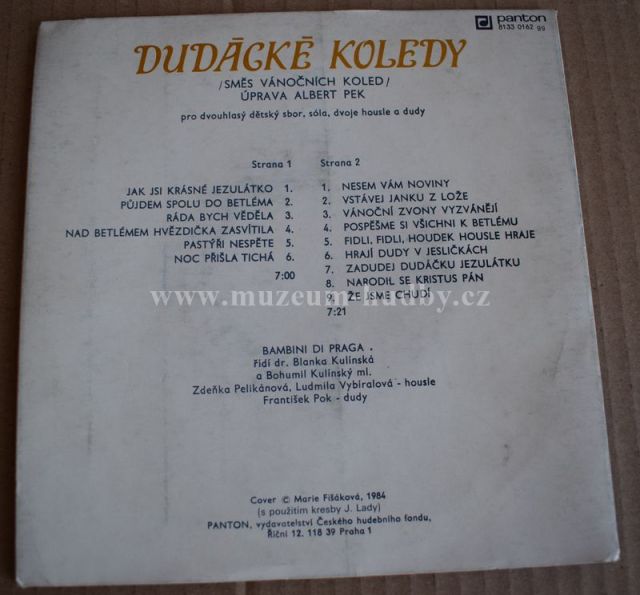 panton
8133 0162 gg
DUDÁCKÉ KOLEDY
/SMĚS VÁNOČNÍCH KOLED/
ÚPRAVA ALBERT PEK
pro dvouhlasý dětský sbor, sóla, dvoje housle a dudy
Strana 1
JAK JSI KRÁSNÉ JEZULÁTKO 1.
PŮJDEM SPOLU DO BETLÉMA 2.
RÁDA BYCH VĚDĚLA 3.
NAD BETLÉMEM HVĚZDIČKA ZASVÍTILA 4.
PASTÝŘI NESPĚTE 5.
NOC PŘIŠLA TICHÁ 6.
7:00
Strana 2
1. NESEM VÁM NOVINY
2. VSTÁVEJ JANKU Z LOŽE
3. VÁNOČNÍ ZVONY VYZVÁNĚJÍ
4. POSPĚŠME SI VŠICHNI K BETLÉMU
5. FIDLI, FIDLI, HOUDEK HOUSLE HRAJE
6. HRAJÍ DUDY V JESLIČKÁCH
7. ZADUDEJ DUDÁČKU JEZULÁTKU
8. NARODIL SE KRISTUS PÁN
9. ŽE JSME CHUDÍ
7:21
www.muzeum-hudby.cz
BAMBINI DI PRAGA
řídí dr. Blanka Kulínská
a Bohumil Kulínský ml.
Zdeňka Pelikánová, Ludmila Vybíralová - housle
František Pok - dudy
Cover © Marie Fišáková, 1984
(s použitím kresby J. Lady)
PANTON, vydavatelství Českého hudebního fondu,
Říční 12. 118 39 Praha 1